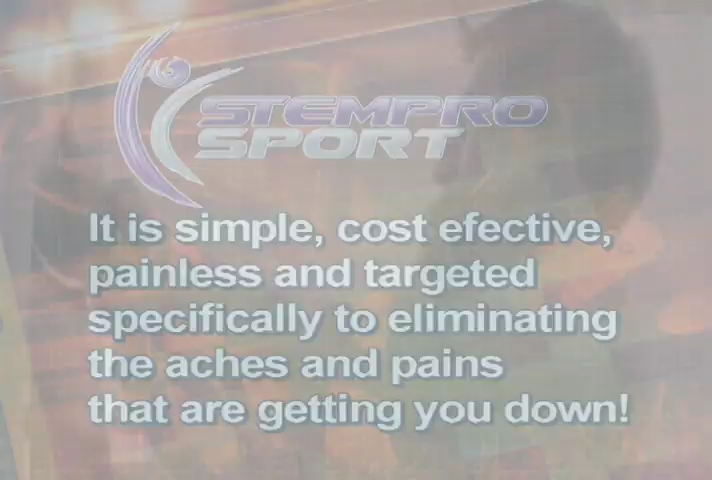 STEMPRO
SPORT
It is simple, cost efective,
painless and targeted
specifically to eliminating
the aches and pains
that are getting you down!